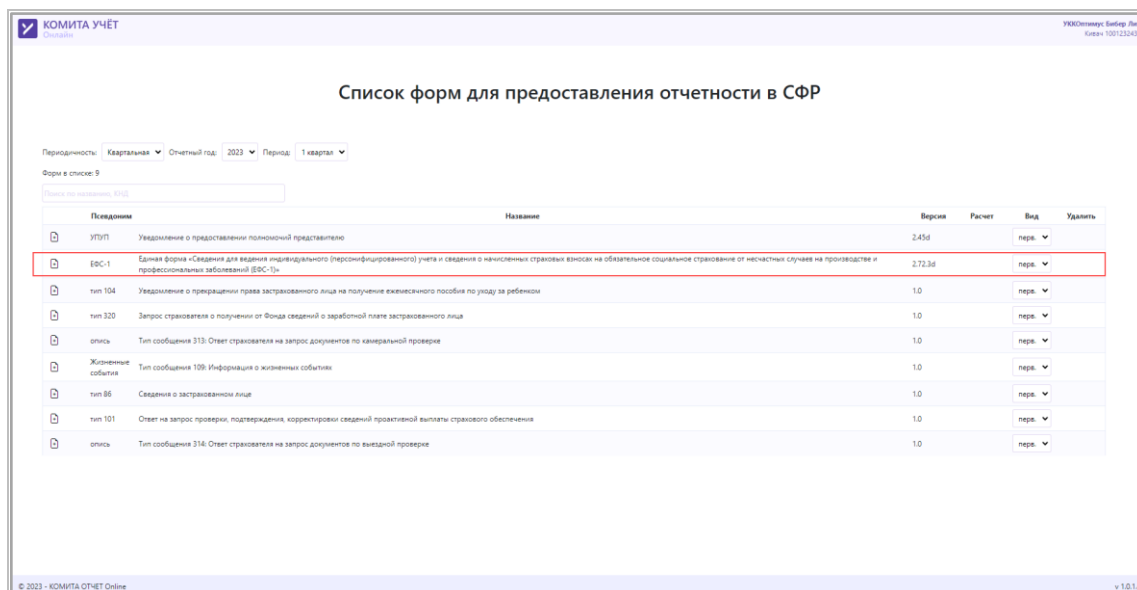 КОМИТА УЧЁТ
Онлайн
УККОптимус Бибер Ли
Кивач 100123245
Список форм для предоставления отчетности в СФР
Периодичность: Квартальная Отчетный год: 2023 Период: 1 квартал
Форм в списке: 9
Поиск по названию, КНД
Псевдоним Название Версия Расчет Вид Удалить
УПУП Уведомление о предоставлении полномочий представителю 2.45d перв.
ЕФС-1 Единая форма «Сведения для ведения индивидуального (персонифицированного) учета и сведения о начисленных страховых взносах на обязательное социальное страхование от несчастных случаев на производстве и 2.72.3d перв.
профессиональных заболеваний (ЕФС-1)»
тип 104 Уведомление о прекращении права застрахованного лица на получение ежемесячного пособия по уходу за ребенком 1.0 перв.
тип 320 Запрос страхователя о получении от Фонда сведений о заработной плате застрахованного лица 1.0 перв.
опись Тип сообщения 313: Ответ страхователя на запрос документов по камеральной проверке 1.0 перв.
Жизненные события Тип сообщения 109: Информация о жизненных событиях 1.0 перв.
тип 86 Сведения о застрахованном лице 1.0 перв.
тип 101 Ответ на запрос проверки, подтверждения, корректировки сведений проактивной выплаты страхового обеспечения 1.0 перв.
опись Тип сообщения 314: Ответ страхователя на запрос документов по выездной проверке 1.0 перв.
© 2023 - КОМИТА ОТЧЕТ Online
v 1.0.1.